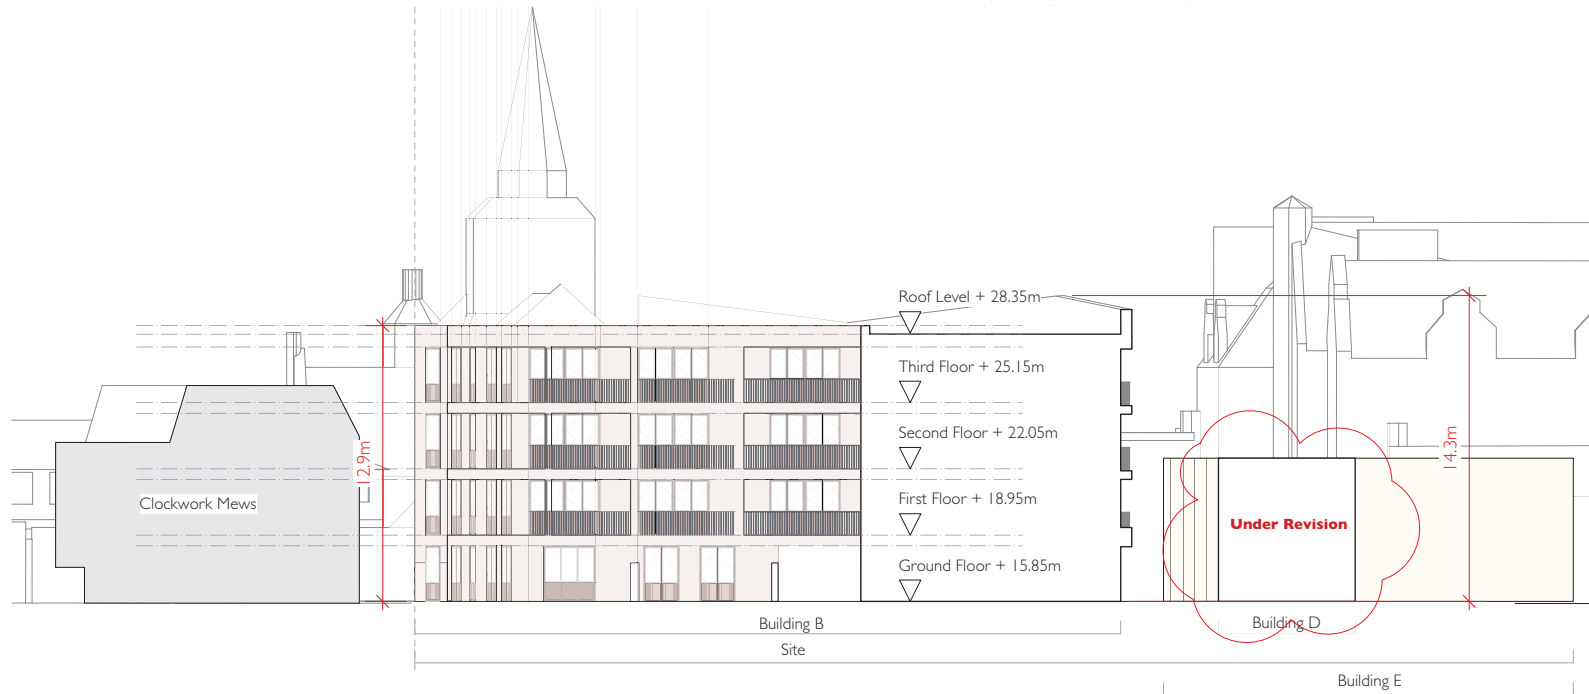 Roof Level + 28.35m
Third Floor + 25.15m
12.9m
Second Floor + 22.05m
14.3m
Clockwork Mews
First Floor + 18.95m
Under Revision
Ground Floor + 15.85m
Building B
Building D
Site
Building E